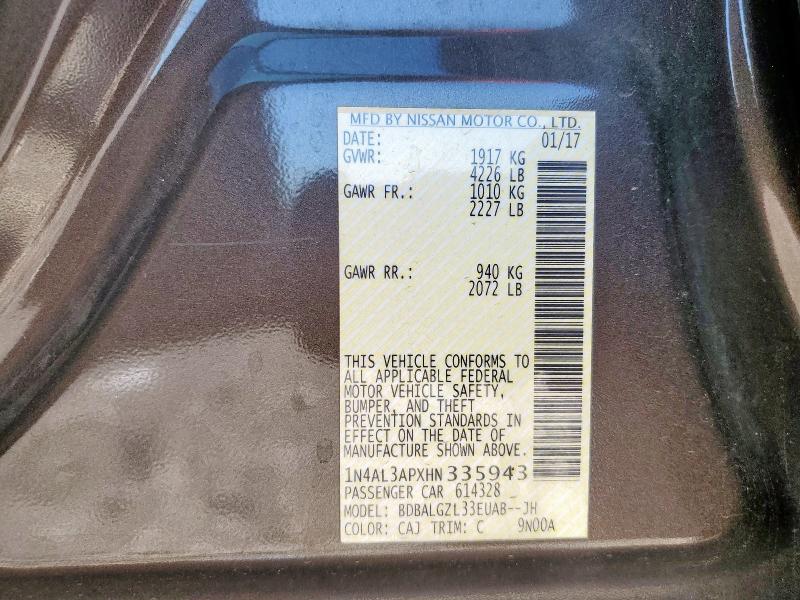 MFD BY NISSAN MOTOR CO., LTD.
DATE: 01/17
GVWR: 1917 KG
4226 LB
GAWR FR.: 1010 KG
2227 LB
GAWR RR.: 940 KG
2072 LB
THIS VEHICLE CONFORMS TO
ALL APPLICABLE FEDERAL
MOTOR VEHICLE SAFETY,
BUMPER, AND THEFT
PREVENTION STANDARDS IN
EFFECT ON THE DATE OF
MANUFACTURE SHOWN ABOVE.
1N4AL3APXHN335943
PASSENGER CAR 614328
MODEL: BDBALGZL33EUAB--JH
COLOR: CAJ TRIM: C 9N00A